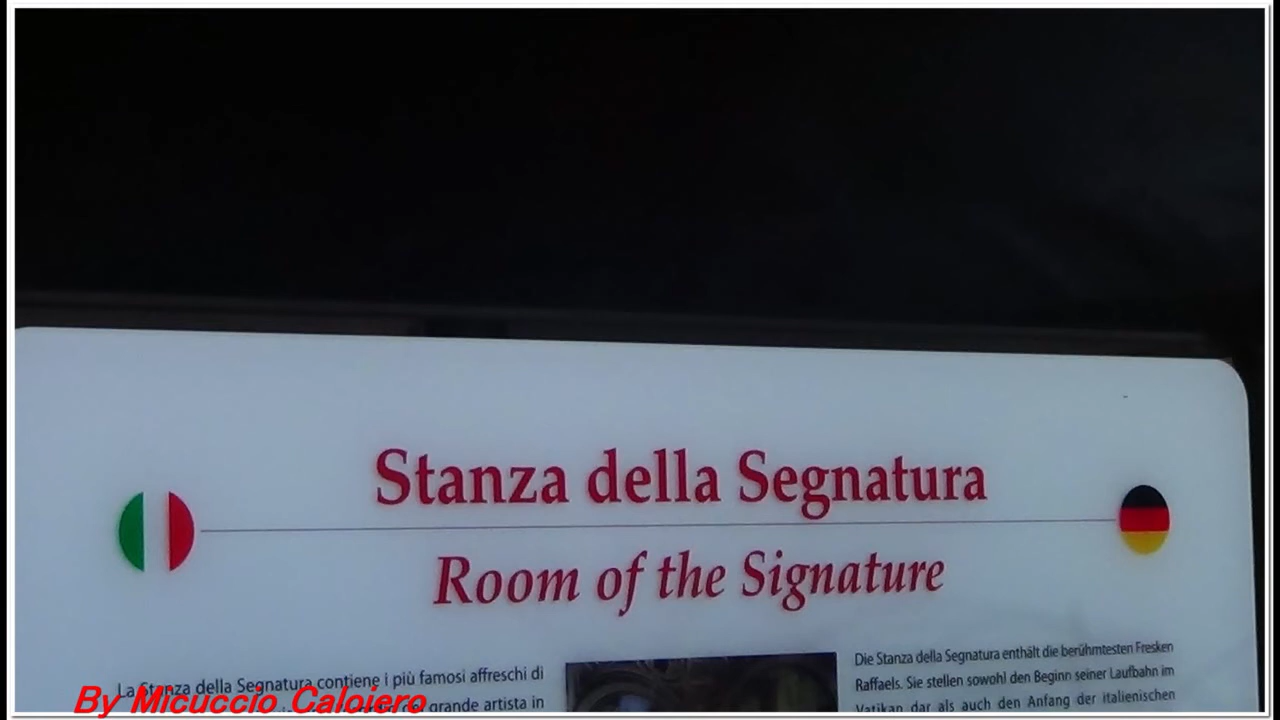 Stanza della Segnatura
Room of the Signature
La Stanza della Segnatura contiene i più famosi affreschi di
grande artista in
Die Stanza della Segnatura enthält die berühmtesten Fresken
Raffaels. Sie stellen sowohl den Beginn seiner Laufbahn im
Vatikan dar als auch den Anfang der italienischen
By Micuccio Caloiero